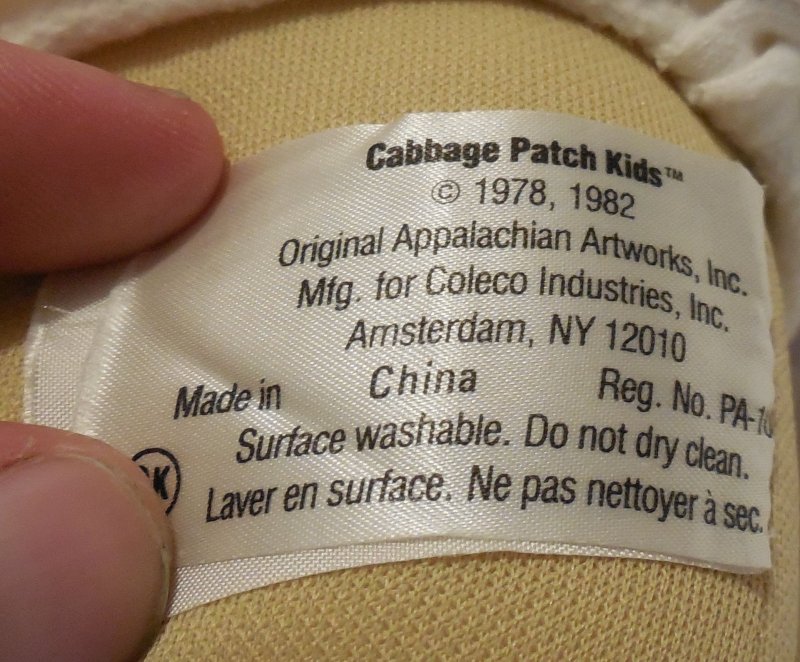 Cabbage Patch Kids™
© 1978, 1982
Original Appalachian Artworks, Inc.
Mfg. for Coleco Industries, Inc.
Amsterdam, NY 12010
Made in China Reg. No. PA-
Surface washable. Do not dry clean.
Laver en surface. Ne pas nettoyer à sec.